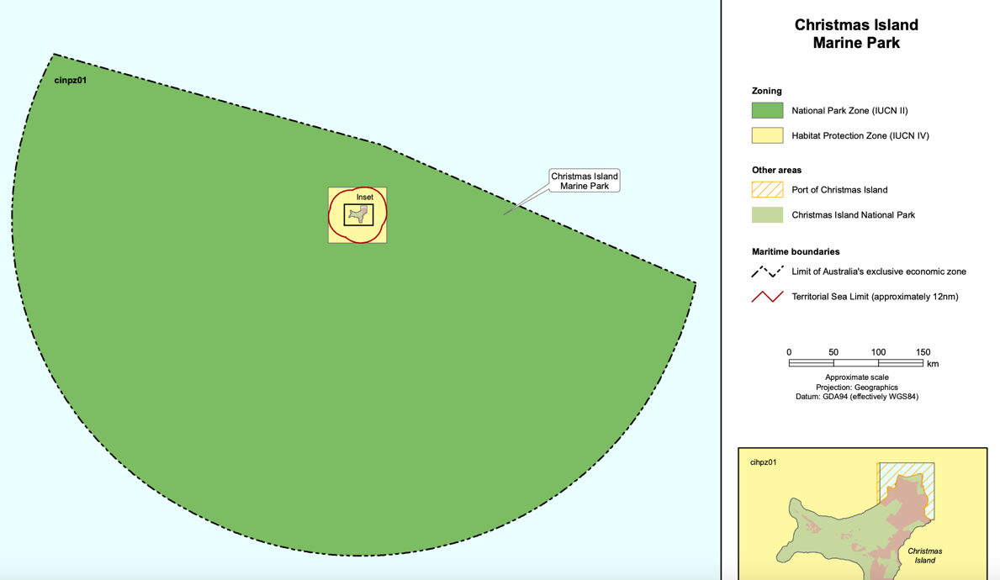 cinpz01
Inset
Christmas Island
Marine Park
Christmas Island
Marine Park
Zoning
National Park Zone (IUCN II)
Habitat Protection Zone (IUCN IV)
Other areas
Port of Christmas Island
Christmas Island National Park
Maritime boundaries
Limit of Australia's exclusive economic zone
Territorial Sea Limit (approximately 12nm)
0 50 100 150
km
Approximate scale
Projection: Geographics
Datum: GDA94 (effectively WGS84)
cihpz01
Christmas
Island